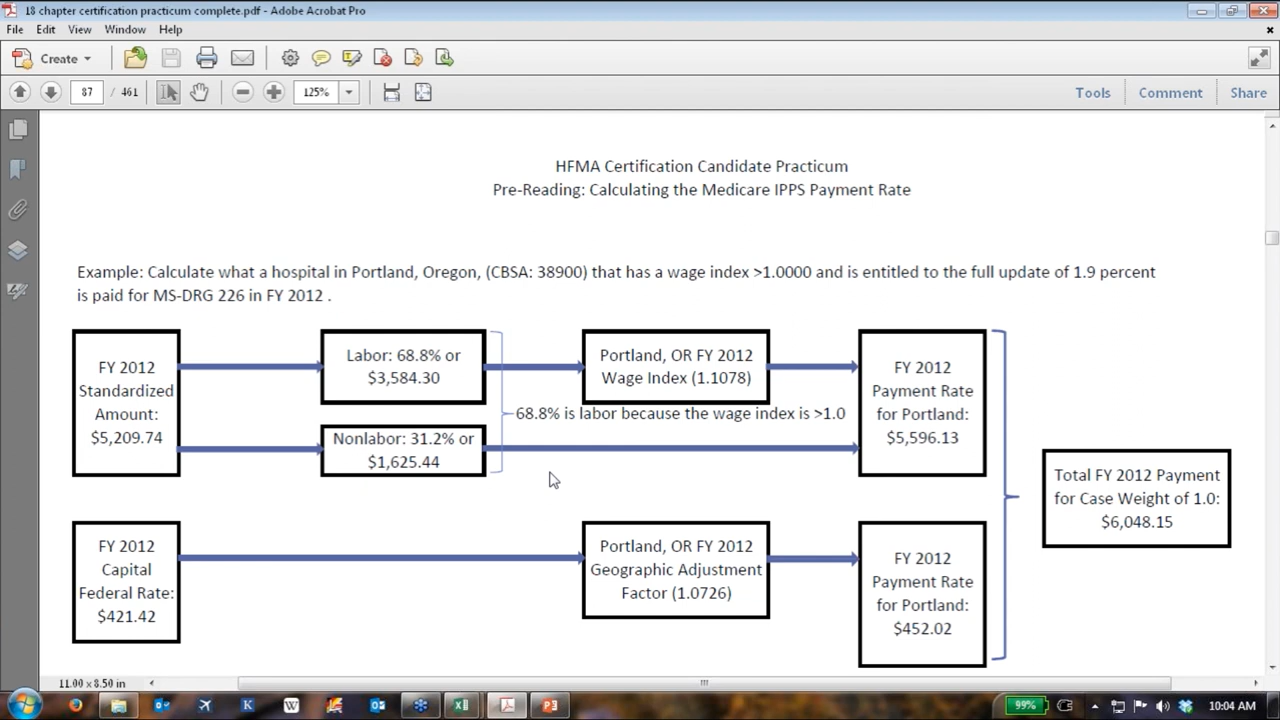 18 chapter certification practicum complete.pdf - Adobe Acrobat Pro
File Edit View Window Help
Create
87 / 461 125% Tools Comment Share
HFMA Certification Candidate Practicum
Pre-Reading: Calculating the Medicare IPPS Payment Rate
Example: Calculate what a hospital in Portland, Oregon, (CBSA: 38900) that has a wage index >1.0000 and is entitled to the full update of 1.9 percent
is paid for MS-DRG 226 in FY 2012 .
FY 2012
Standardized
Amount:
$5,209.74
Labor: 68.8% or
$3,584.30
Nonlabor: 31.2% or
$1,625.44
Portland, OR FY 2012
Wage Index (1.1078)
68.8% is labor because the wage index is >1.0
FY 2012
Payment Rate
for Portland:
$5,596.13
Total FY 2012 Payment
for Case Weight of 1.0:
$6,048.15
FY 2012
Capital
Federal Rate:
$421.42
Portland, OR FY 2012
Geographic Adjustment
Factor (1.0726)
FY 2012
Payment Rate
for Portland:
$452.02
11.00 x 8.50 in
99% 10:04 AM